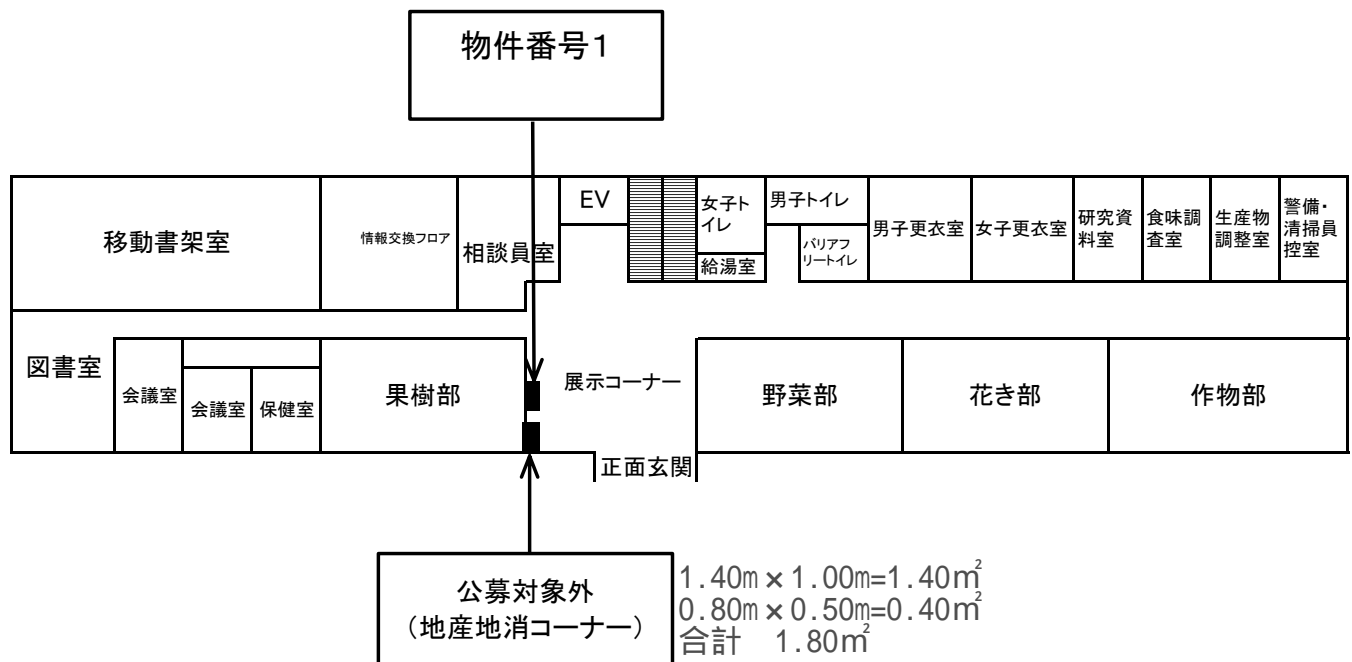 物件番号1
移動書架室
情報交換フロア
相談員室
EV
女子ト
イレ
給湯室
男子トイレ
バリアフ
リートイレ
男子更衣室
女子更衣室
研究資
料室
食味調
査室
生産物
調整室
警備・
清掃員
控室
図書室
会議室
会議室
保健室
果樹部
展示コーナー
野菜部
花き部
作物部
正面玄関
公募対象外
（地産地消コーナー）
1.40m×1.00m=1.40㎡
0.80m×0.50m=0.40㎡
合計　1.80㎡